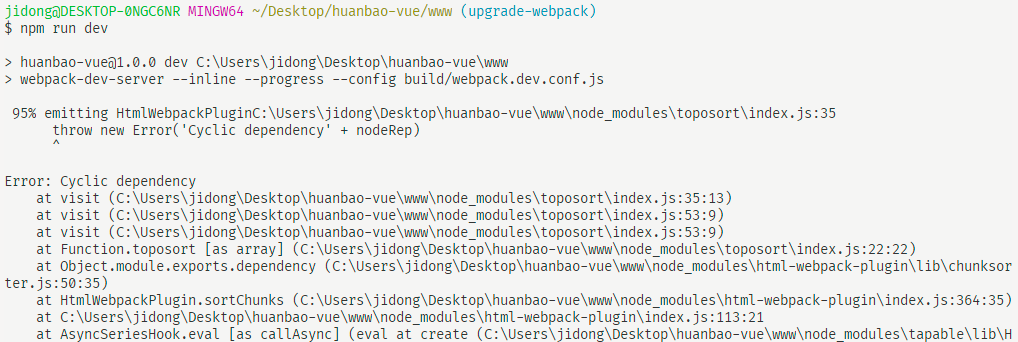 jidong@DESKTOP-0NGC6NR MINGW64 ~/Desktop/huanbao-vue/www (upgrade-webpack)
$ npm run dev

> huanbao-vue@1.0.0 dev C:\Users\jidong\Desktop\huanbao-vue\www
> webpack-dev-server --inline --progress --config build/webpack.dev.conf.js

 95% emitting HtmlWebpackPluginC:\Users\jidong\Desktop\huanbao-vue\www\node_modules\toposort\index.js:35
      throw new Error('Cyclic dependency' + nodeRep)
      ^

Error: Cyclic dependency
    at visit (C:\Users\jidong\Desktop\huanbao-vue\www\node_modules\toposort\index.js:35:13)
    at visit (C:\Users\jidong\Desktop\huanbao-vue\www\node_modules\toposort\index.js:53:9)
    at visit (C:\Users\jidong\Desktop\huanbao-vue\www\node_modules\toposort\index.js:53:9)
    at Function.toposort [as array] (C:\Users\jidong\Desktop\huanbao-vue\www\node_modules\toposort\index.js:22:22)
    at Object.module.exports.dependency (C:\Users\jidong\Desktop\huanbao-vue\www\node_modules\html-webpack-plugin\lib\chunksor
ter.js:50:35)
    at HtmlWebpackPlugin.sortChunks (C:\Users\jidong\Desktop\huanbao-vue\www\node_modules\html-webpack-plugin\index.js:364:35)
    at C:\Users\jidong\Desktop\huanbao-vue\www\node_modules\html-webpack-plugin\index.js:113:21
    at AsyncSeriesHook.eval [as callAsync] (eval at create (C:\Users\jidong\Desktop\huanbao-vue\www\node_modules\tapable\lib\H